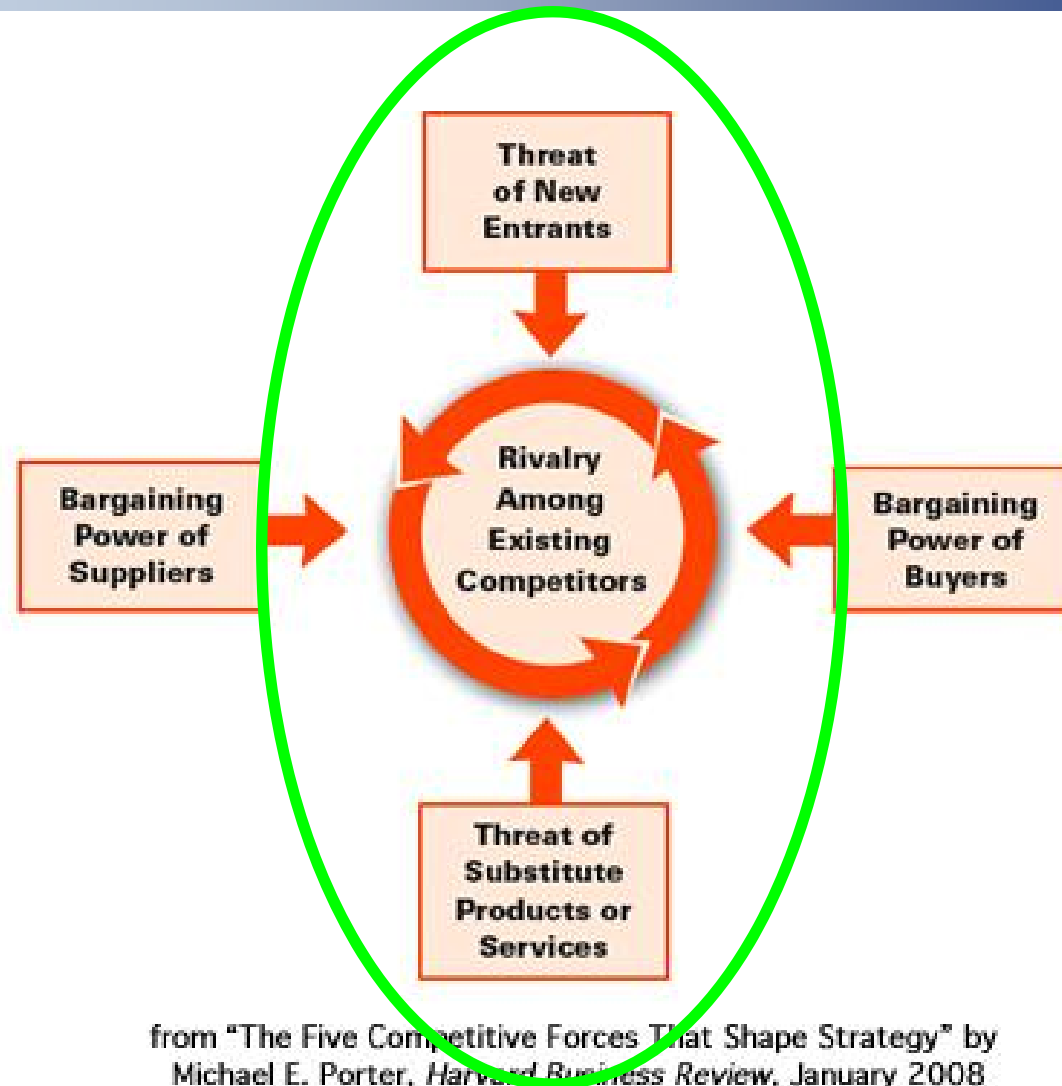 Threat
of New
Entrants
Bargaining
Power of
Suppliers
Rivalry
Among
Existing
Competitors
Bargaining
Power of
Buyers
Threat of
Substitute
Products or
Services
from “The Five Competitive Forces That Shape Strategy” by
Michael E. Porter, Harvard Business Review, January 2008